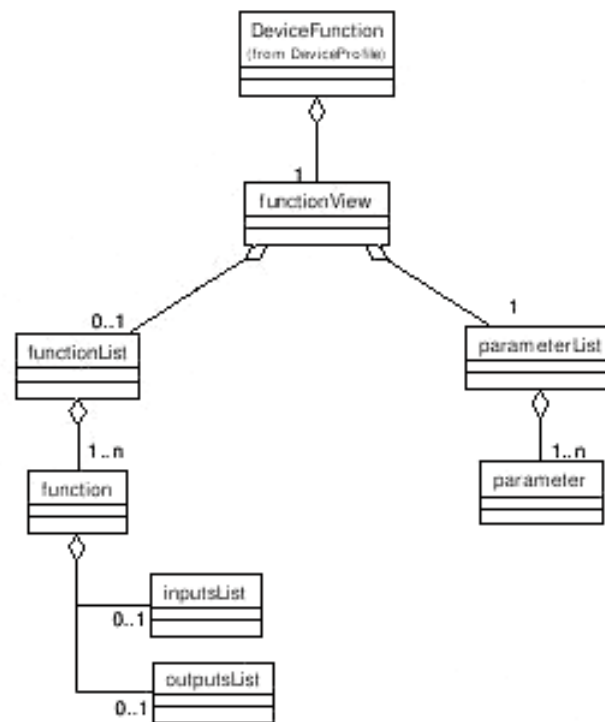 DeviceFunction
(from DeviceProfile)
1
functionView
0..1
1
functionList
parameterList
1..n
1..n
function
parameter
inputsList
0..1
outputsList
0..1